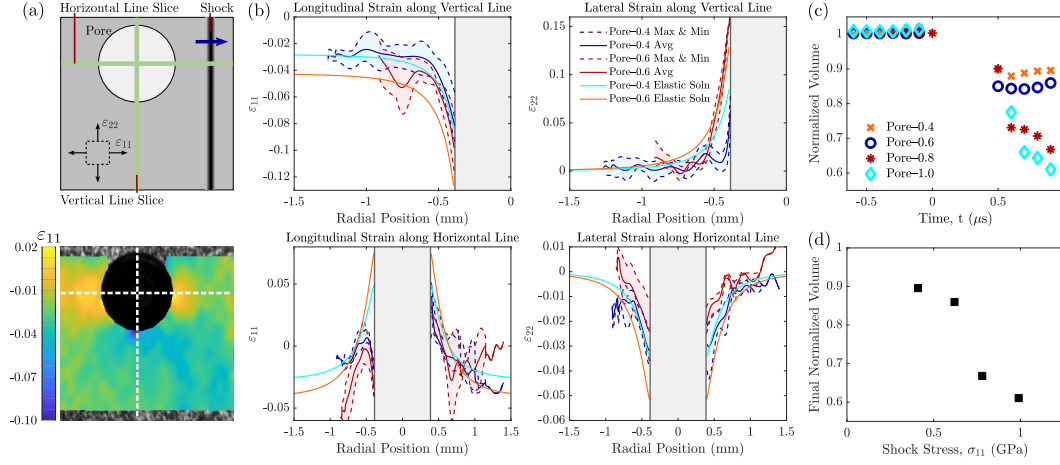 (a)
Horizontal Line Slice
Shock
Pore
ε22
ε11
Vertical Line Slice
ε11
0.02
-0.01
-0.04
-0.07
-0.10
(b)
Longitudinal Strain along Vertical Line
0
-0.02
-0.04
-0.06
-0.08
-0.1
-0.12
ε11
-1.5
-1.0
-0.5
0
Radial Position (mm)
Lateral Strain along Vertical Line
Pore-0.4 Max & Min
Pore-0.4 Avg
Pore-0.6 Max & Min
Pore-0.6 Avg
Pore-0.4 Elastic Soln
Pore-0.6 Elastic Soln
0.15
0.10
0.05
0
ε22
-1.5
-1.0
-0.5
0
Radial Position (mm)
Longitudinal Strain along Horizontal Line
0.05
0
-0.05
ε11
-1.5
-1.0
-0.5
0
0.5
1.0
1.5
Radial Position (mm)
Lateral Strain along Horizontal Line
0.01
0
-0.01
-0.02
-0.03
-0.04
-0.05
-0.06
ε22
-1.5
-1.0
-0.5
0
0.5
1.0
1.5
Radial Position (mm)
(c)
1.0
0.9
0.8
0.7
0.6
Normalized Volume
Pore-0.4
Pore-0.6
Pore-0.8
Pore-1.0
-0.5
0
0.5
Time, t (μs)
(d)
1.0
0.9
0.8
0.7
0.6
Final Normalized Volume
0
0.5
1
Shock Stress, σ11 (GPa)